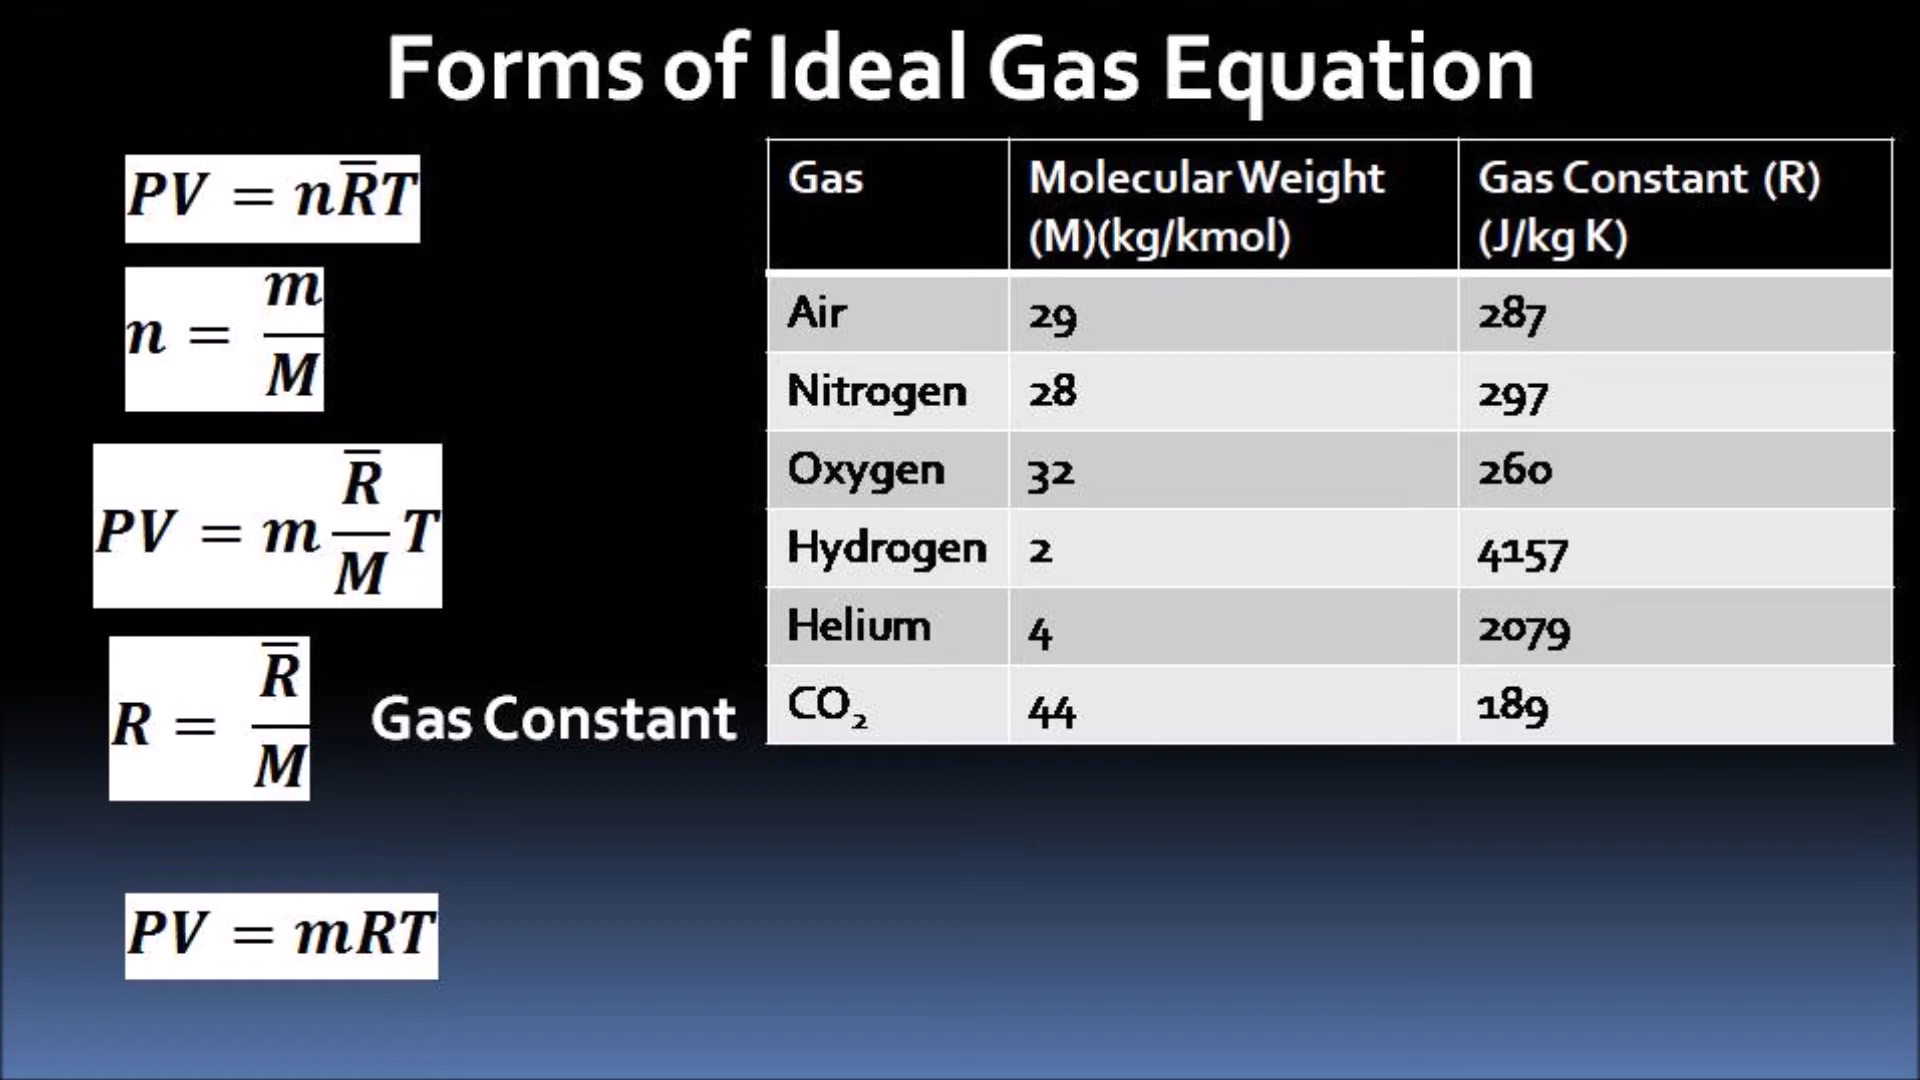 Forms of Ideal Gas Equation
PV = nR̅T
n = m/M
PV = m R̅/M T
R = R̅/M
Gas Constant
PV = mRT
Gas | Molecular Weight (M)(kg/kmol) | Gas Constant (R) (J/kg K)
Air | 29 | 287
Nitrogen | 28 | 297
Oxygen | 32 | 260
Hydrogen | 2 | 4157
Helium | 4 | 2079
CO₂ | 44 | 189